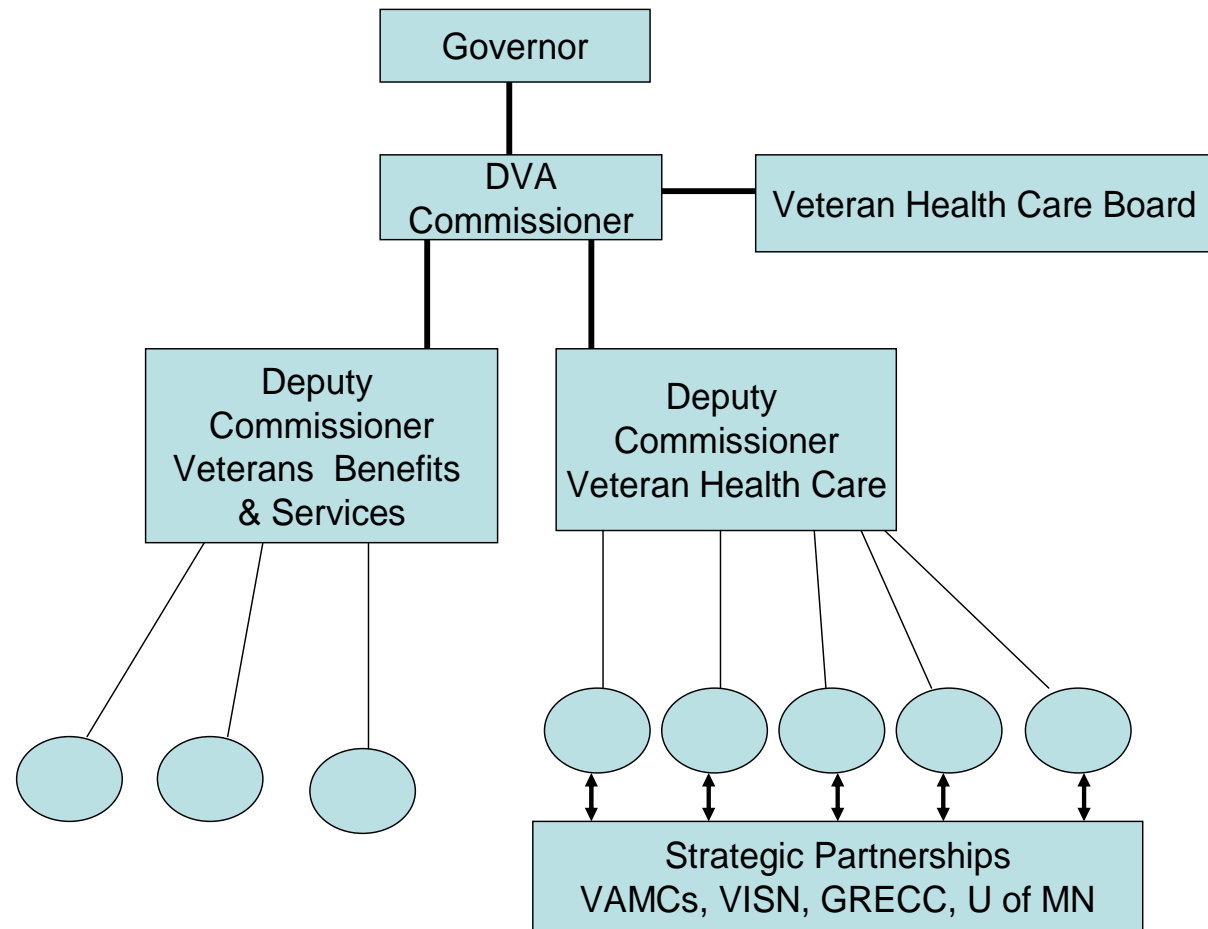 Governor
DVA
Commissioner
Veteran Health Care Board
Deputy
Commissioner
Veterans Benefits
& Services
Deputy
Commissioner
Veteran Health Care
Strategic Partnerships
VAMCs, VISN, GRECC, U of MN